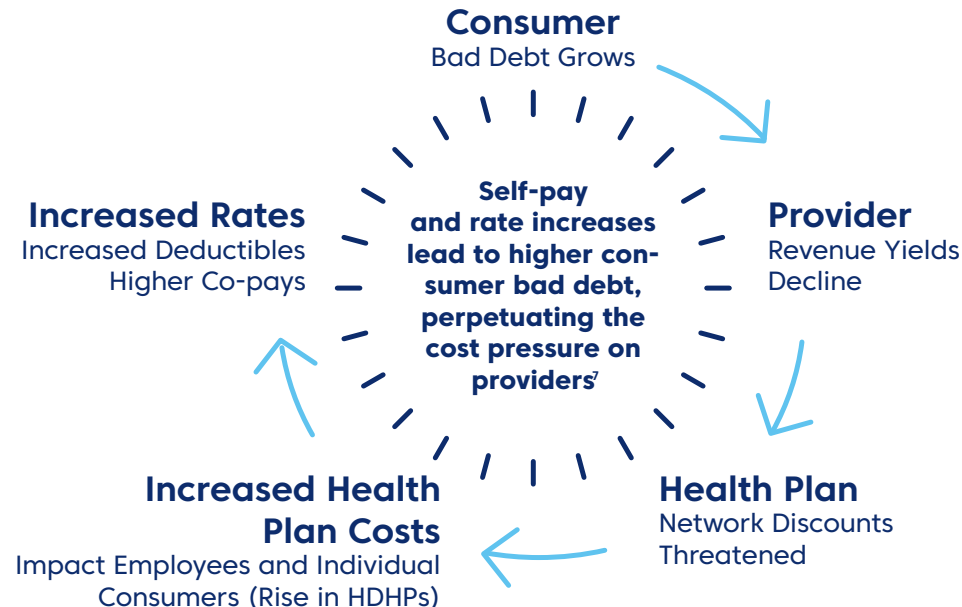 Consumer
Bad Debt Grows
Self-pay
and rate increases
lead to higher con-
sumer bad debt,
perpetuating the
cost pressure on
providers7
Provider
Revenue Yields
Decline
Health Plan
Network Discounts
Threatened
Increased Health
Plan Costs
Impact Employees and Individual
Consumers (Rise in HDHPs)
Increased Rates
Increased Deductibles
Higher Co-pays